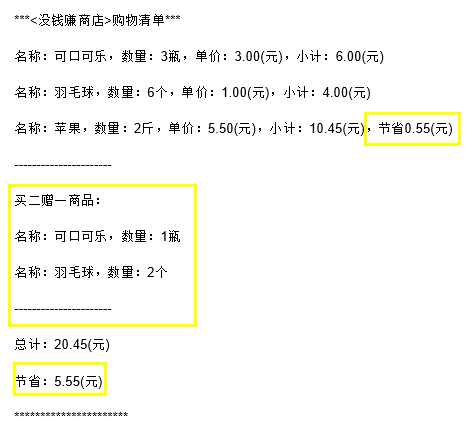 ***<没钱赚商店>购物清单***
名称：可口可乐，数量：3瓶，单价：3.00(元)，小计：6.00(元)
名称：羽毛球，数量：6个，单价：1.00(元)，小计：4.00(元)
名称：苹果，数量：2斤，单价：5.50(元)，小计：10.45(元)，节省0.55(元)
----------------------
买二赠一商品：
名称：可口可乐，数量：1瓶
名称：羽毛球，数量：2个
----------------------
总计：20.45(元)
节省：5.55(元)
**********************